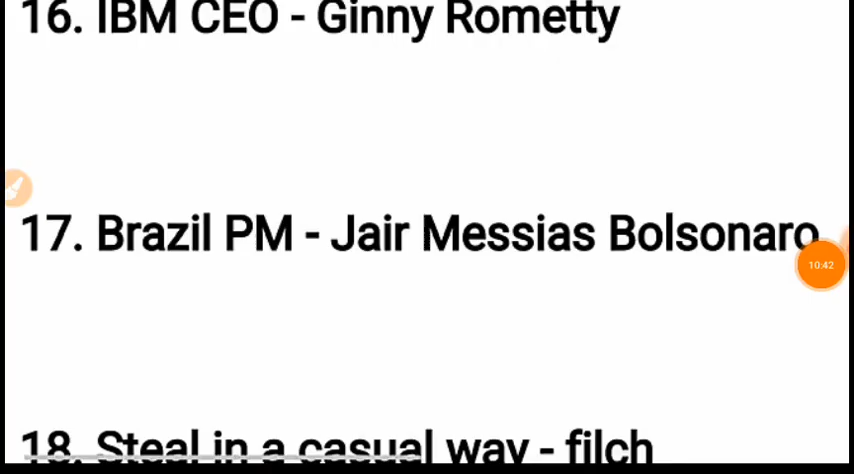 16. IBM CEO - Ginny Rometty
17. Brazil PM - Jair Messias Bolsonaro
10:42
18. Steal in a casual way - filch